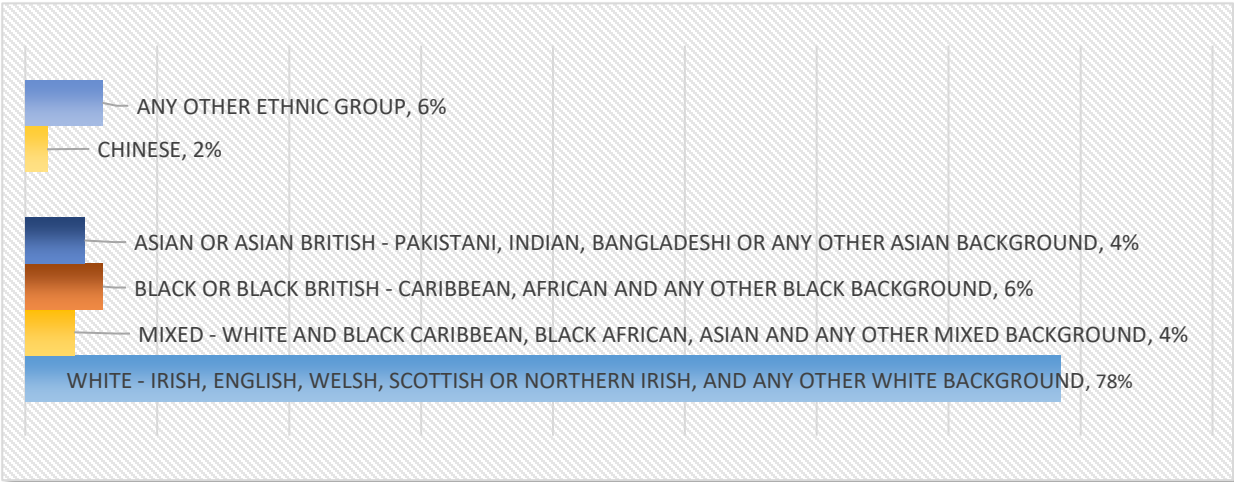 ANY OTHER ETHNIC GROUP, 6%
CHINESE, 2%
ASIAN OR ASIAN BRITISH - PAKISTANI, INDIAN, BANGLADESHI OR ANY OTHER ASIAN BACKGROUND, 4%
BLACK OR BLACK BRITISH - CARIBBEAN, AFRICAN AND ANY OTHER BLACK BACKGROUND, 6%
MIXED - WHITE AND BLACK CARIBBEAN, BLACK AFRICAN, ASIAN AND ANY OTHER MIXED BACKGROUND, 4%
WHITE - IRISH, ENGLISH, WELSH, SCOTTISH OR NORTHERN IRISH, AND ANY OTHER WHITE BACKGROUND, 78%